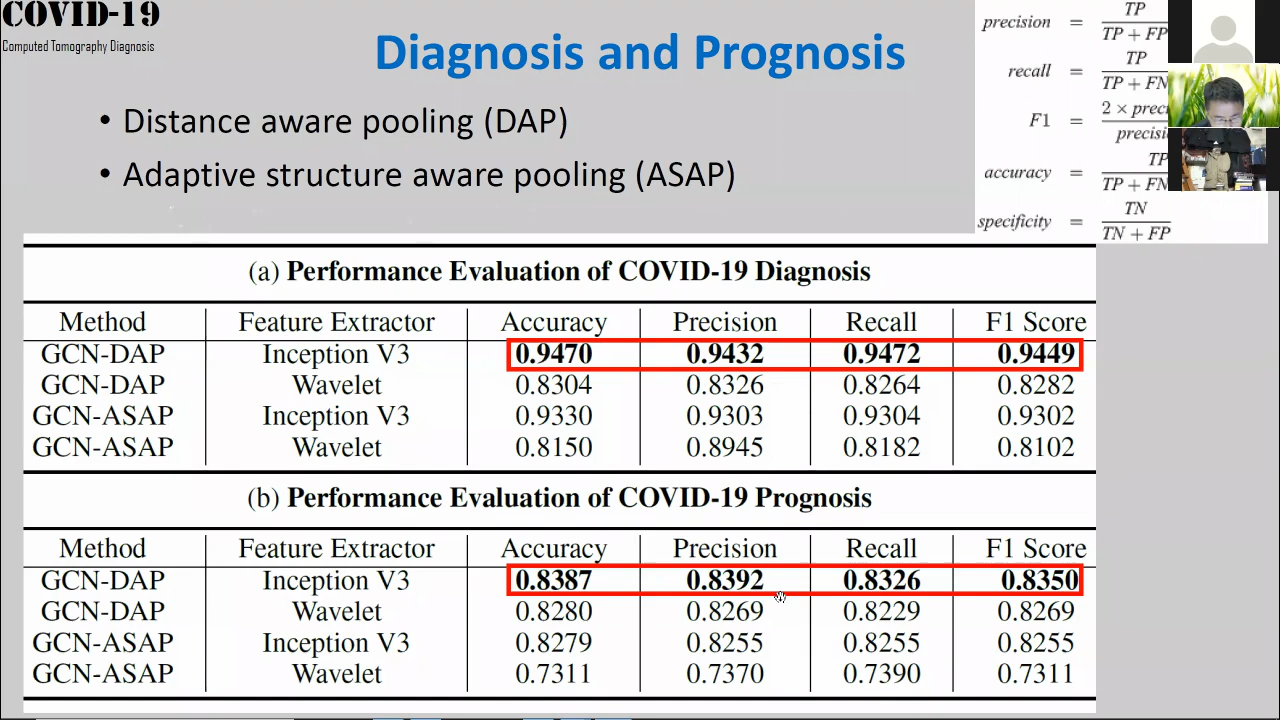 COVID-19
Computed Tomography Diagnosis
Diagnosis and Prognosis
• Distance aware pooling (DAP)
• Adaptive structure aware pooling (ASAP)
precision = TP / TP + FP
recall = TP / TP + FN
F1 = 2 ×
accuracy = TP / TP + FN
specificity = TN / TN + FP
(a) Performance Evaluation of COVID-19 Diagnosis
Method Feature Extractor Accuracy Precision Recall F1 Score
GCN-DAP Inception V3 0.9470 0.9432 0.9472 0.9449
GCN-DAP Wavelet 0.8304 0.8326 0.8264 0.8282
GCN-ASAP Inception V3 0.9330 0.9303 0.9304 0.9302
GCN-ASAP Wavelet 0.8150 0.8945 0.8182 0.8102
(b) Performance Evaluation of COVID-19 Prognosis
Method Feature Extractor Accuracy Precision Recall F1 Score
GCN-DAP Inception V3 0.8387 0.8392 0.8326 0.8350
GCN-DAP Wavelet 0.8280 0.8269 0.8229 0.8269
GCN-ASAP Inception V3 0.8279 0.8255 0.8255 0.8255
GCN-ASAP Wavelet 0.7311 0.7370 0.7390 0.7311